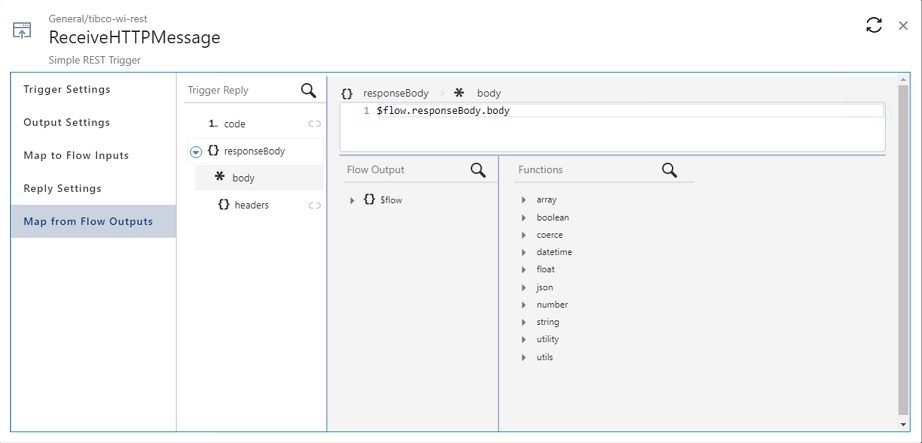 General/tibco-wi-rest
ReceiveHTTPMessage
Simple REST Trigger
Trigger Settings
Output Settings
Map to Flow Inputs
Reply Settings
Map from Flow Outputs
Trigger Reply
1.. code
{} responseBody
* body
{} headers
{} responseBody > * body
1 $flow.responseBody.body
Flow Output
{} $flow
Functions
array
boolean
coerce
datetime
float
json
number
string
utility
utils